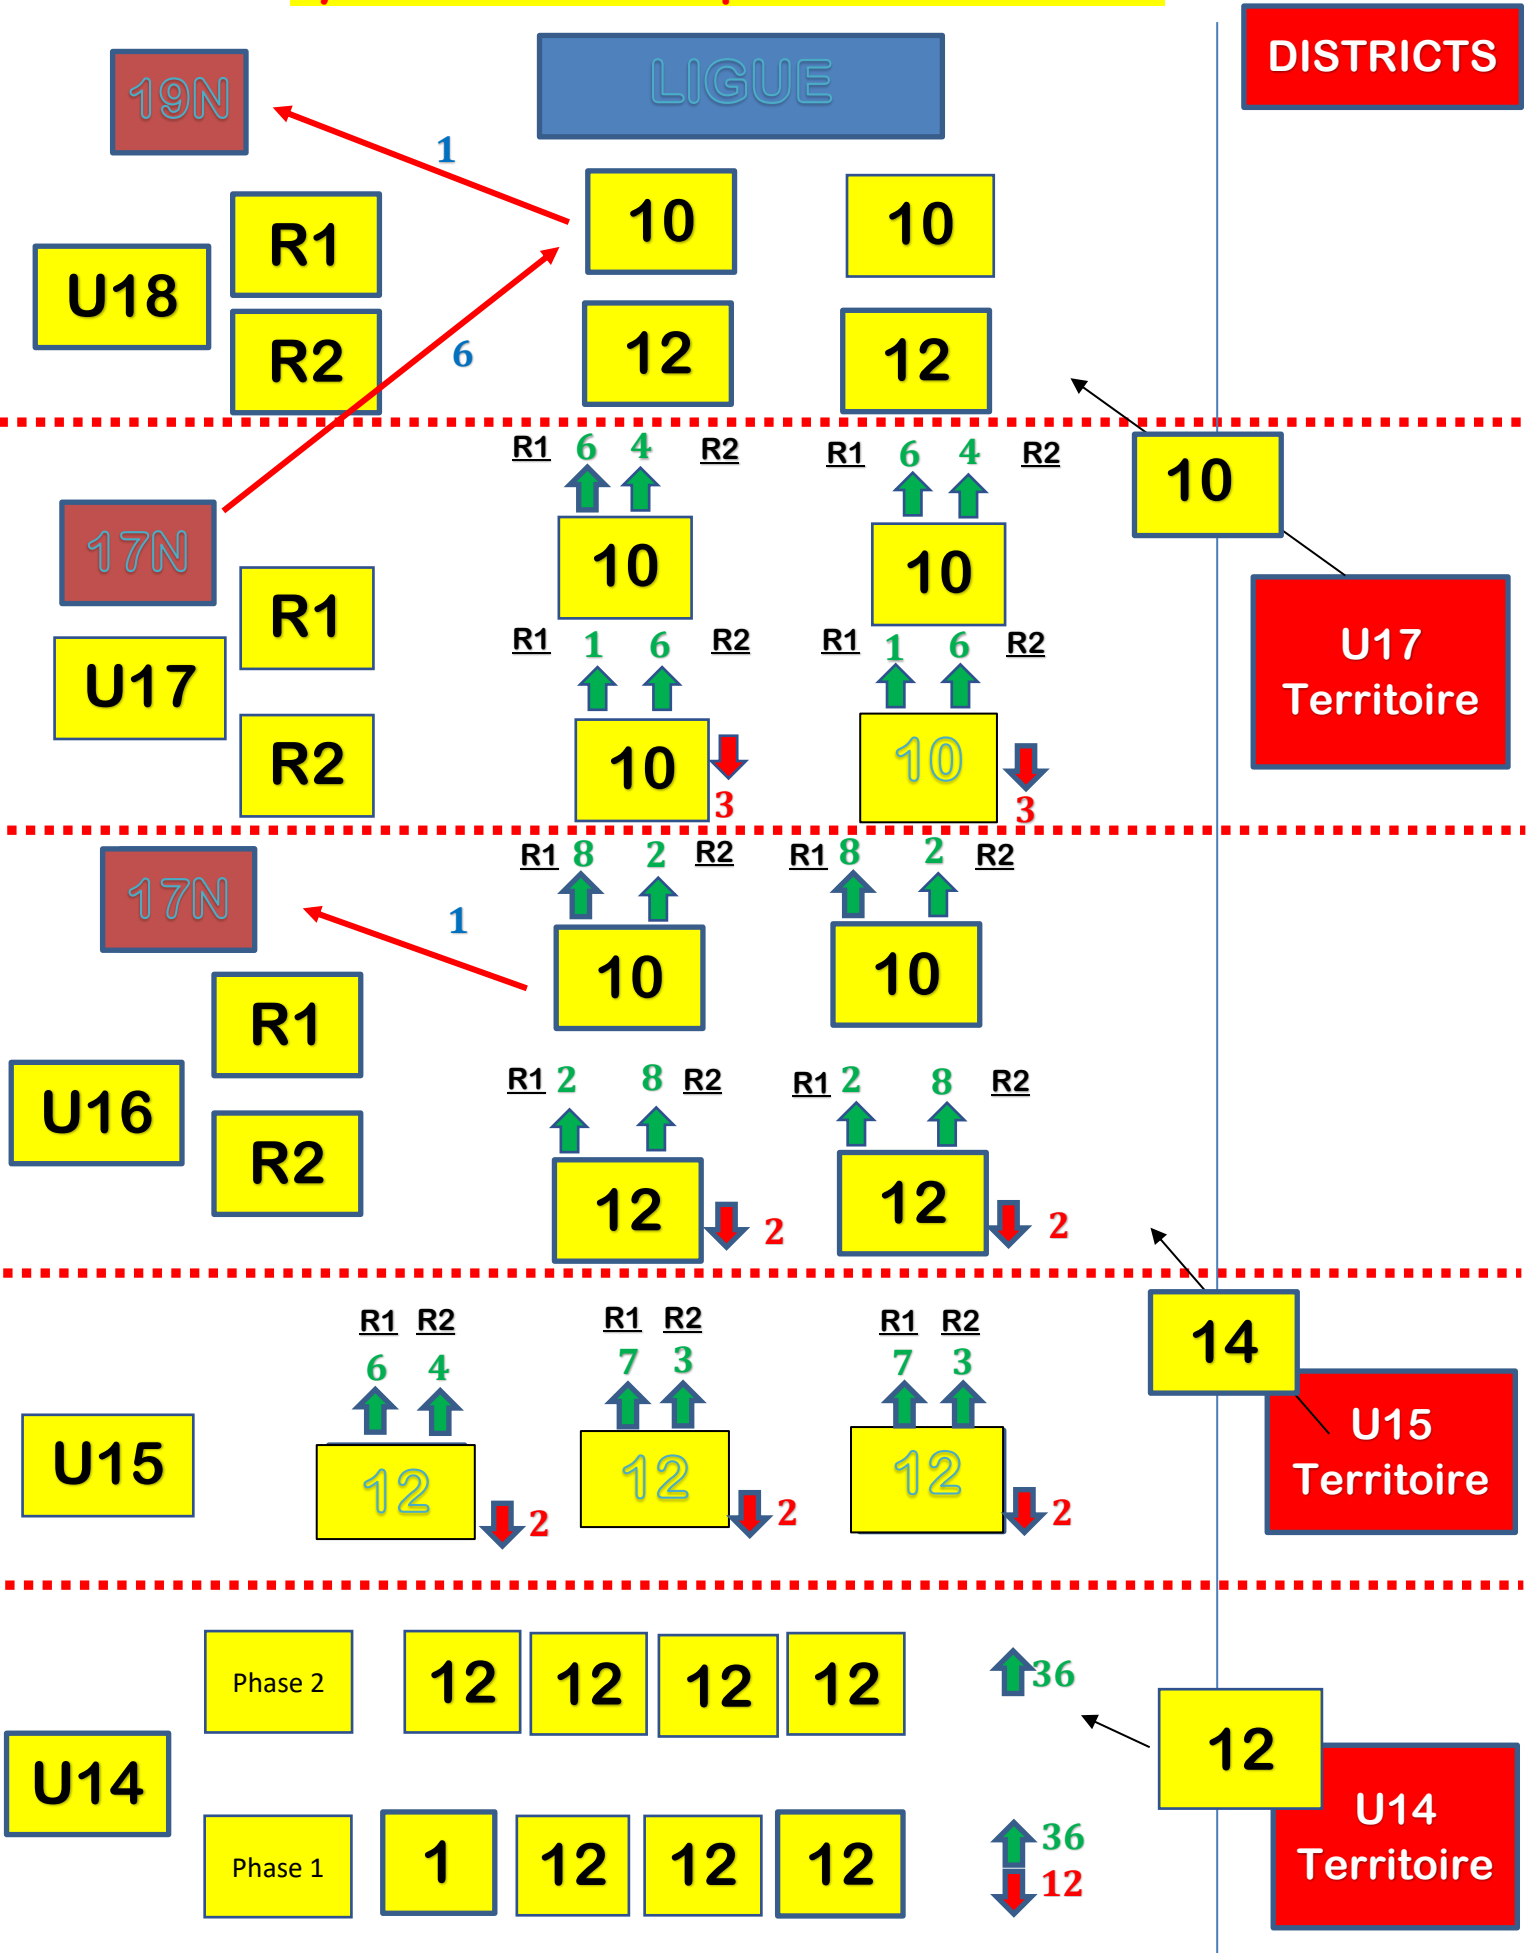 DISTRICTS
LIGUE
19N
1
10
10
R1
U18
R2
6
12
12
R1 6 4 R2
R1 6 4 R2
10
17N
10
10
R1
U17
R1 1 6 R2
R1 1 6 R2
U17
Territoire
R2
10
10
3
3
R1 8 2 R2
R1 8 2 R2
17N
1
10
10
R1
U16
R1 2 8 R2
R1 2 8 R2
R2
12
12
2
2
R1 R2
R1 R2
R1 R2
6 4
7 3
7 3
14
U15
12
12
12
2
2
2
U15
Territoire
Phase 2
12
12
12
12
36
12
U14
Phase 1
1
12
12
12
36
12
U14
Territoire